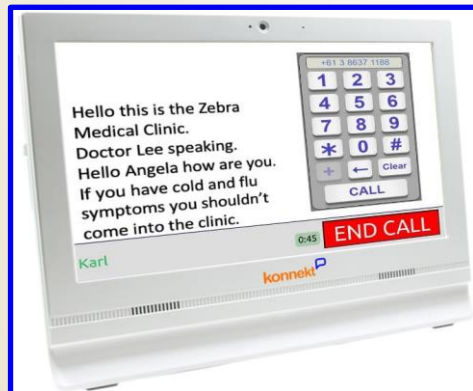 Hello this is the Zebra
Medical Clinic.
Doctor Lee speaking.
Hello Angela how are you.
If you have cold and flu
symptoms you shouldn't
come into the clinic.
+61 3 8637 1188
1 2 3
4 5 6
7 8 9
* 0 #
+ ← Clear
CALL
Karl
0:45
END CALL
konnekt